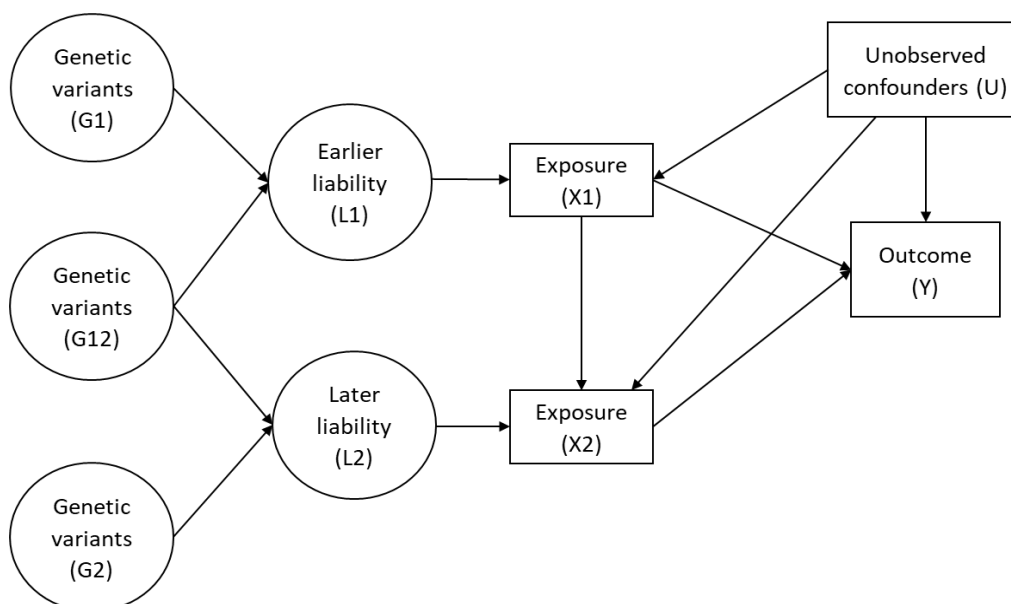 Genetic
variants
(G1)
Unobserved
confounders (U)
Earlier
liability
(L1)
Exposure
(X1)
Outcome
(Y)
Genetic
variants
(G12)
Later
liability
(L2)
Exposure
(X2)
Genetic
variants
(G2)